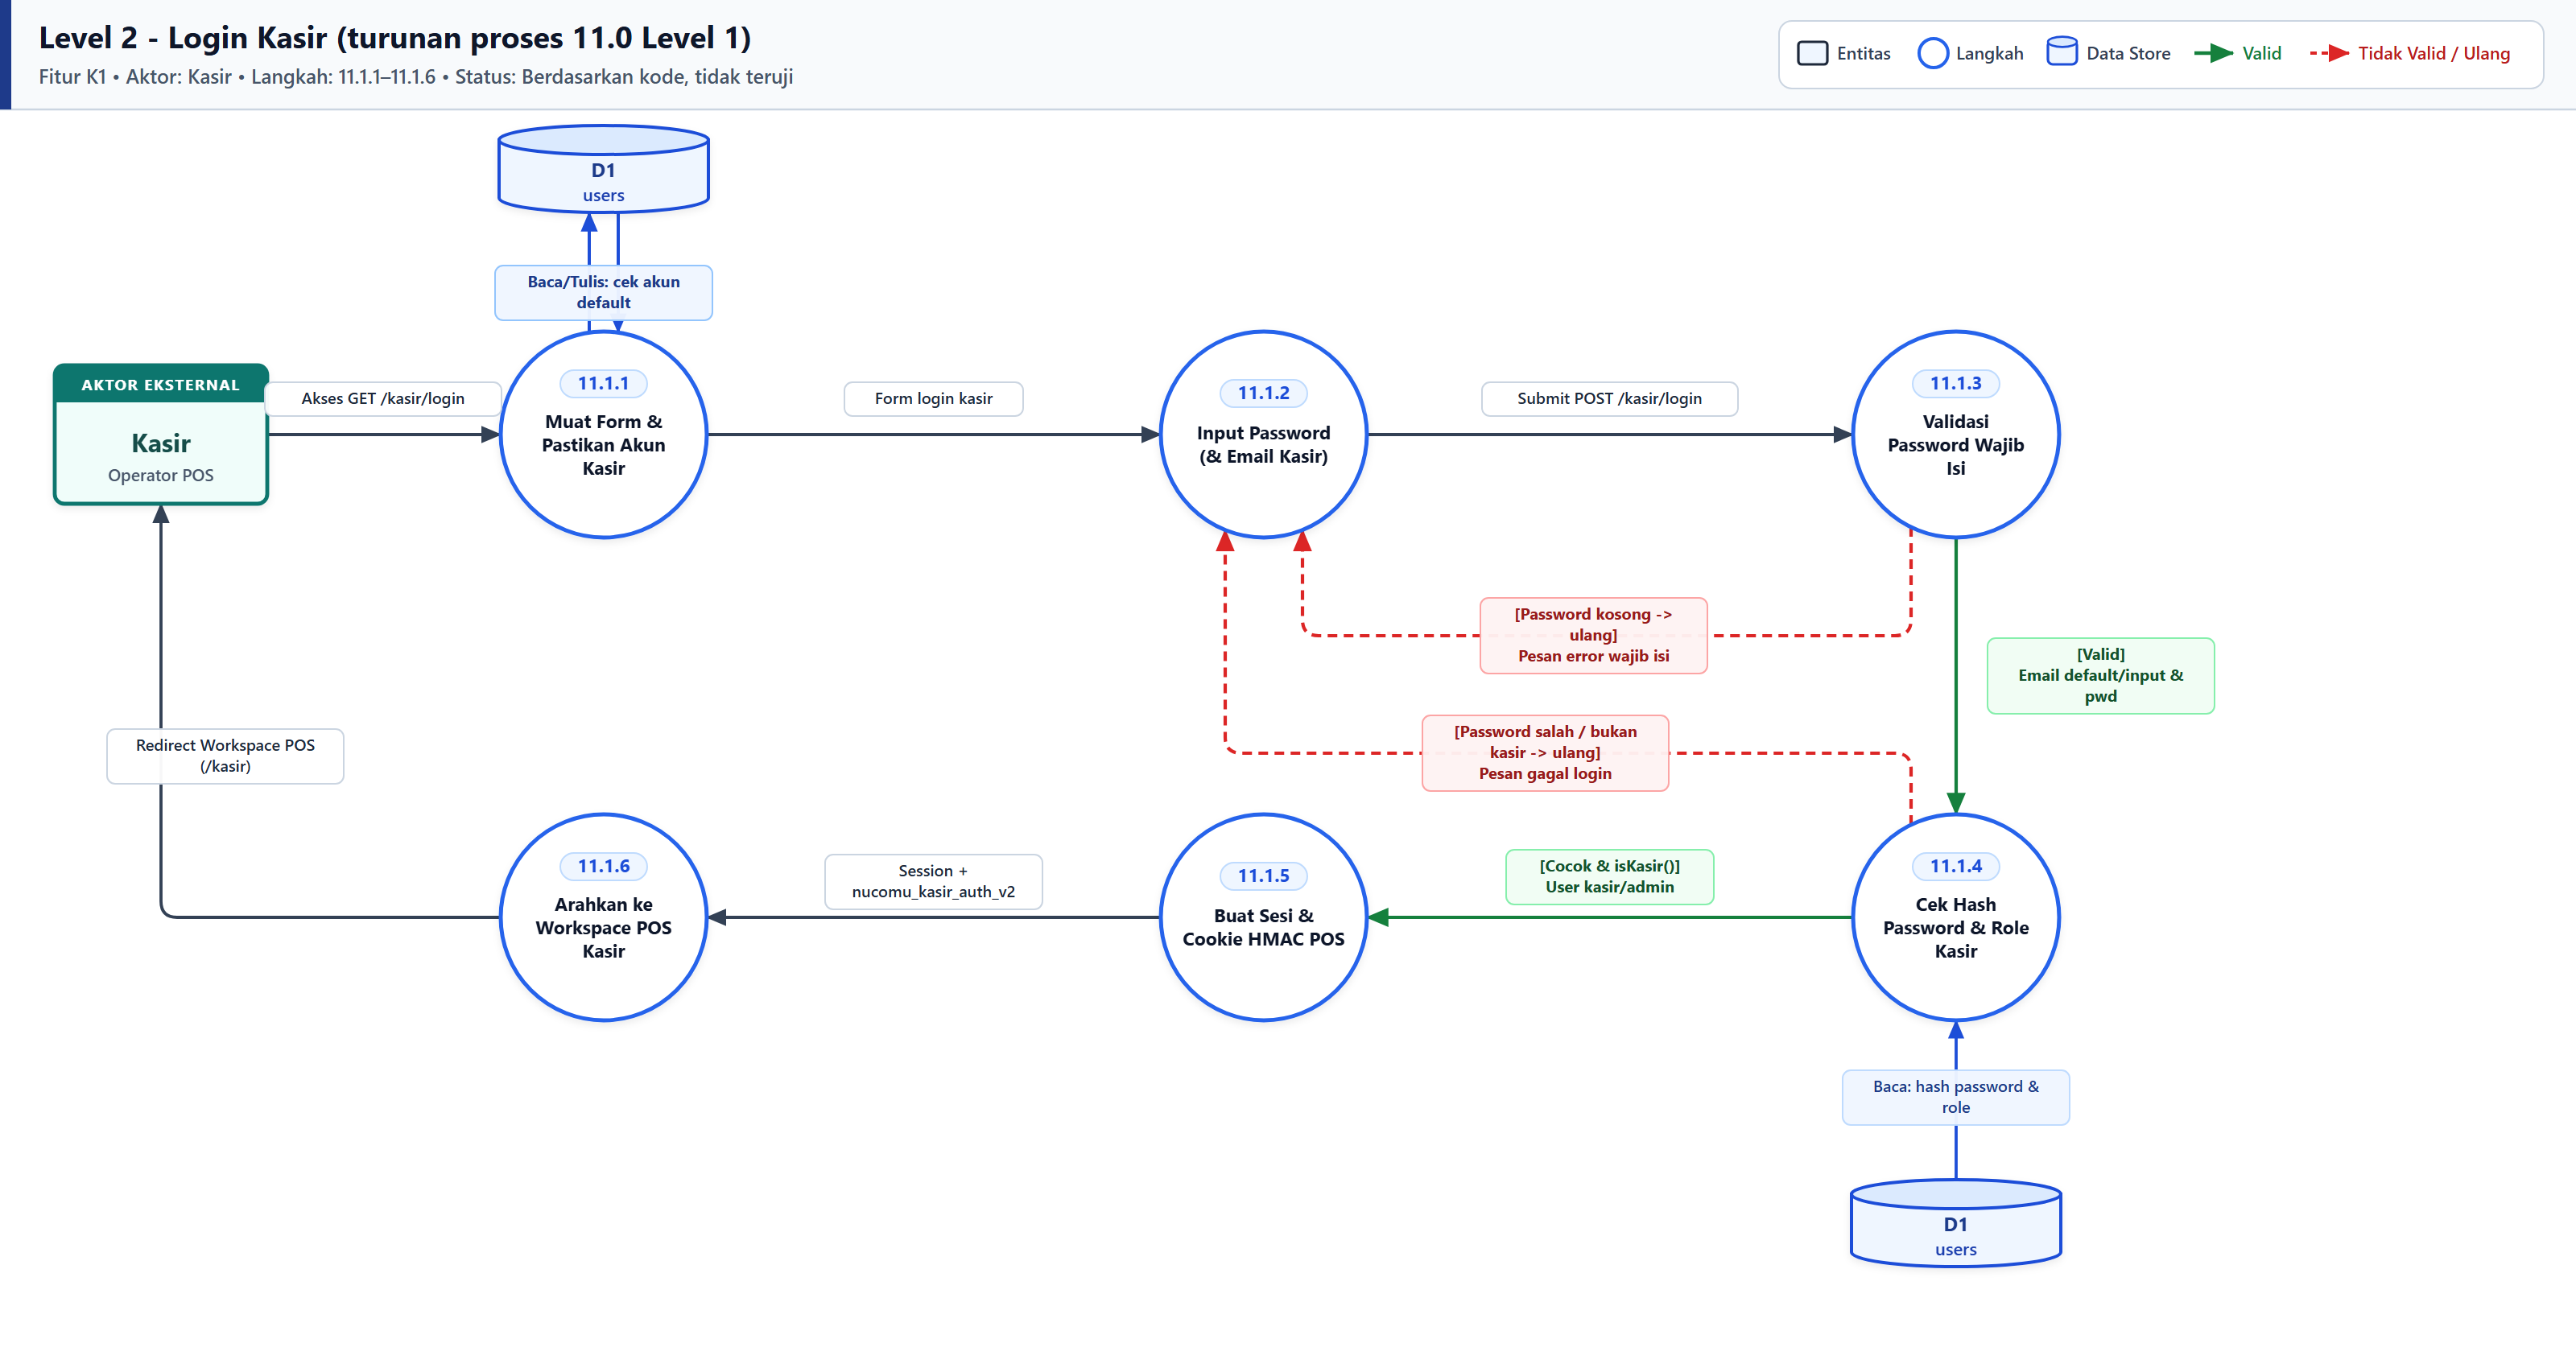 Level 2 - Login Kasir (turunan proses 11.0 Level 1)
Fitur K1 • Aktor: Kasir • Langkah: 11.1.1–11.1.6 • Status: Berdasarkan kode, tidak teruji
Entitas
Langkah
Data Store
Valid
Tidak Valid / Ulang
D1
users
Baca/Tulis: cek akun
default
AKTOR EKSTERNAL
Kasir
Operator POS
Akses GET /kasir/login
11.1.1
Muat Form &
Pastikan Akun
Kasir
Form login kasir
11.1.2
Input Password
(& Email Kasir)
Submit POST /kasir/login
11.1.3
Validasi
Password Wajib
Isi
[Password kosong ->
ulang]
Pesan error wajib isi
[Valid]
Email default/input &
pwd
[Password salah / bukan
kasir -> ulang]
Pesan gagal login
Redirect Workspace POS
(/kasir)
11.1.6
Arahkan ke
Workspace POS
Kasir
Session +
nucomu_kasir_auth_v2
11.1.5
Buat Sesi &
Cookie HMAC POS
[Cocok & isKasir()]
User kasir/admin
11.1.4
Cek Hash
Password & Role
Kasir
Baca: hash password &
role
D1
users